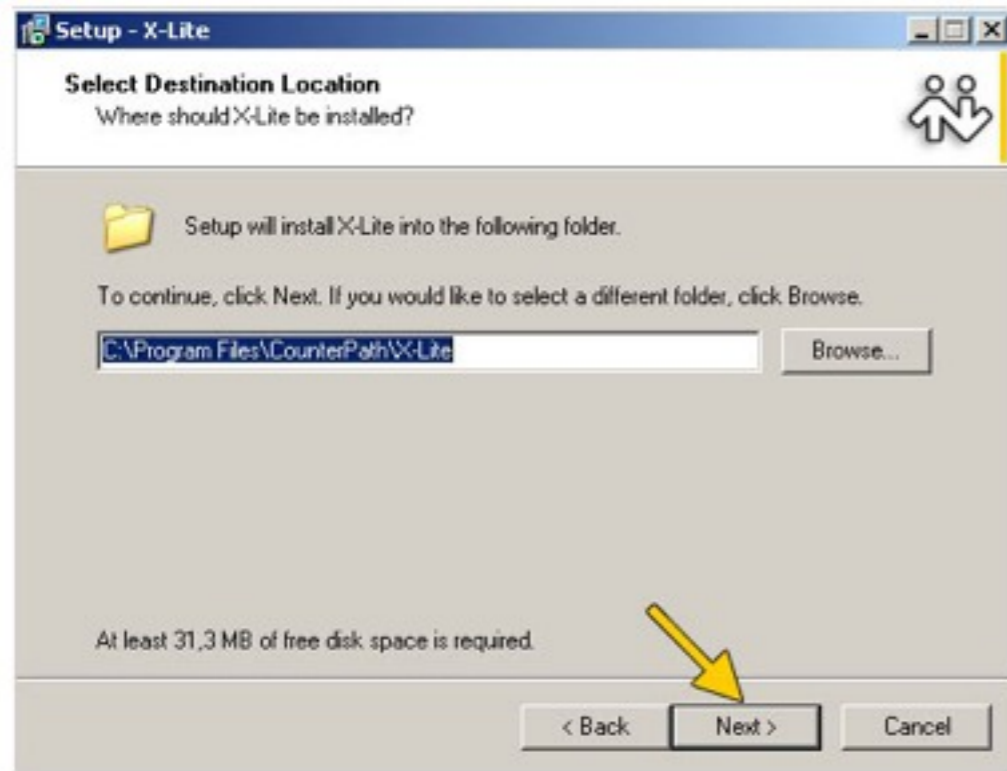 Setup - X-Lite
Select Destination Location
Where should X-Lite be installed?
Setup will install X-Lite into the following folder.
To continue, click Next. If you would like to select a different folder, click Browse.
C:\Program Files\CounterPath\X-Lite
Browse...
At least 31,3 MB of free disk space is required.
< Back
Next >
Cancel